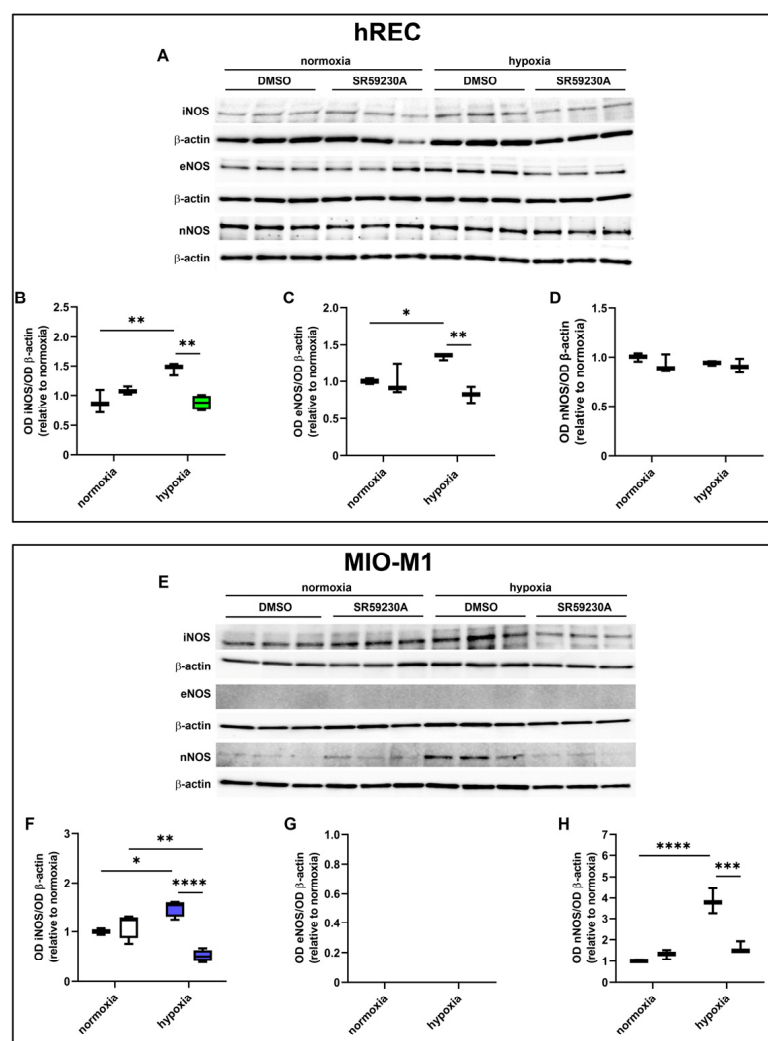 hREC
A
normoxia hypoxia
DMSO SR59230A DMSO SR59230A
iNOS
β-actin
eNOS
β-actin
nNOS
β-actin
B
OD iNOS/OD β-actin
(relative to normoxia)
2.5
2.0
1.5
1.0
0.5
0
** **
normoxia hypoxia
C
OD eNOS/OD β-actin
(relative to normoxia)
2.0
1.5
1.0
0.5
0
* **
normoxia hypoxia
D
OD nNOS/OD β-actin
(relative to normoxia)
1.5
1.0
0.5
0
normoxia hypoxia
MIO-M1
E
normoxia hypoxia
DMSO SR59230A DMSO SR59230A
iNOS
β-actin
eNOS
β-actin
nNOS
β-actin
F
OD iNOS/OD β-actin
(relative to normoxia)
3
2
1
0
**
*
****
normoxia hypoxia
G
OD eNOS/OD β-actin
(relative to normoxia)
1.0
0.8
0.6
0.4
0.2
0
normoxia hypoxia
H
OD nNOS/OD β-actin
(relative to normoxia)
7
6
5
4
3
2
1
0
****
***
normoxia hypoxia